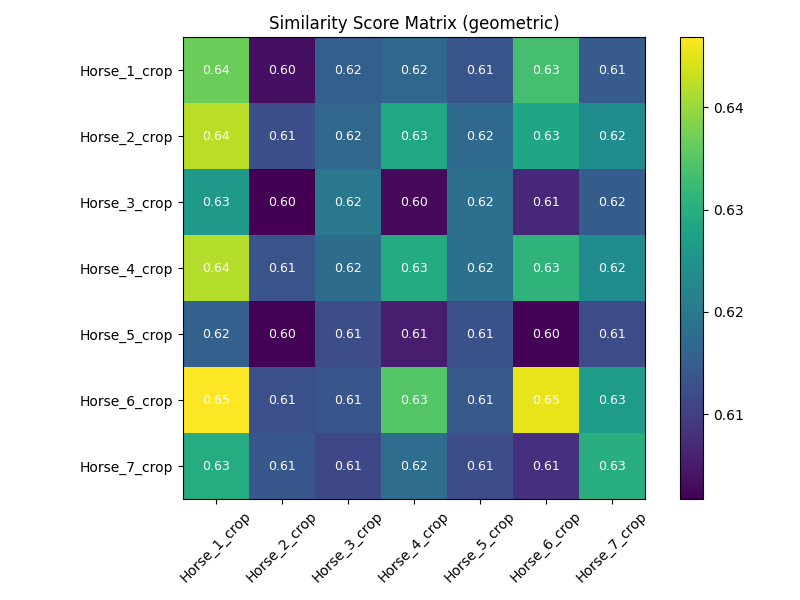 Similarity Score Matrix (geometric)
Horse_1_crop 0.64 0.60 0.62 0.62 0.61 0.63 0.61
Horse_2_crop 0.64 0.61 0.62 0.63 0.62 0.63 0.62
Horse_3_crop 0.63 0.60 0.62 0.60 0.62 0.61 0.62
Horse_4_crop 0.64 0.61 0.62 0.63 0.62 0.63 0.62
Horse_5_crop 0.62 0.60 0.61 0.61 0.61 0.60 0.61
Horse_6_crop 0.65 0.61 0.61 0.63 0.61 0.65 0.63
Horse_7_crop 0.63 0.61 0.61 0.62 0.61 0.61 0.63
Horse_1_crop Horse_2_crop Horse_3_crop Horse_4_crop Horse_5_crop Horse_6_crop Horse_7_crop
0.64
0.63
0.62
0.61